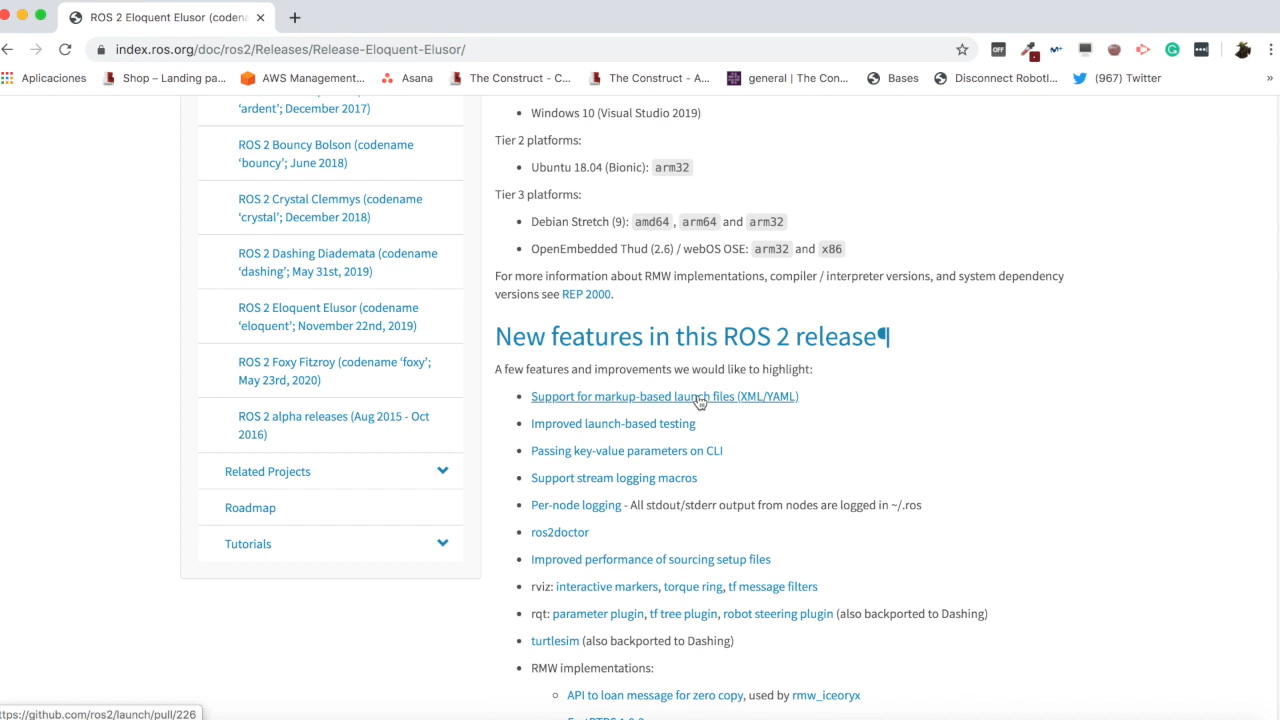 ROS 2 Eloquent Elusor (codena
index.ros.org/doc/ros2/Releases/Release-Eloquent-Elusor/
OFF
Aplicaciones
Shop – Landing pa...
AWS Management...
Asana
The Construct - C...
The Construct - A...
general | The Con...
Bases
Disconnect RobotI...
(967) Twitter
»
'ardent'; December 2017)
ROS 2 Bouncy Bolson (codename
'bouncy'; June 2018)
ROS 2 Crystal Clemmys (codename
'crystal'; December 2018)
ROS 2 Dashing Diademata (codename
'dashing'; May 31st, 2019)
ROS 2 Eloquent Elusor (codename
'eloquent'; November 22nd, 2019)
ROS 2 Foxy Fitzroy (codename 'foxy';
May 23rd, 2020)
ROS 2 alpha releases (Aug 2015 - Oct
2016)
Related Projects
Roadmap
Tutorials
• Windows 10 (Visual Studio 2019)
Tier 2 platforms:
• Ubuntu 18.04 (Bionic): arm32
Tier 3 platforms:
• Debian Stretch (9): amd64 , arm64 and arm32
• OpenEmbedded Thud (2.6) / webOS OSE: arm32 and x86
For more information about RMW implementations, compiler / interpreter versions, and system dependency
versions see REP 2000.
New features in this ROS 2 release¶
A few features and improvements we would like to highlight:
• Support for markup-based launch files (XML/YAML)
• Improved launch-based testing
• Passing key-value parameters on CLI
• Support stream logging macros
• Per-node logging - All stdout/stderr output from nodes are logged in ~/.ros
• ros2doctor
• Improved performance of sourcing setup files
• rviz: interactive markers, torque ring, tf message filters
• rqt: parameter plugin, tf tree plugin, robot steering plugin (also backported to Dashing)
• turtlesim (also backported to Dashing)
• RMW implementations:
○ API to loan message for zero copy, used by rmw_iceoryx
ttps://github.com/ros2/launch/pull/226